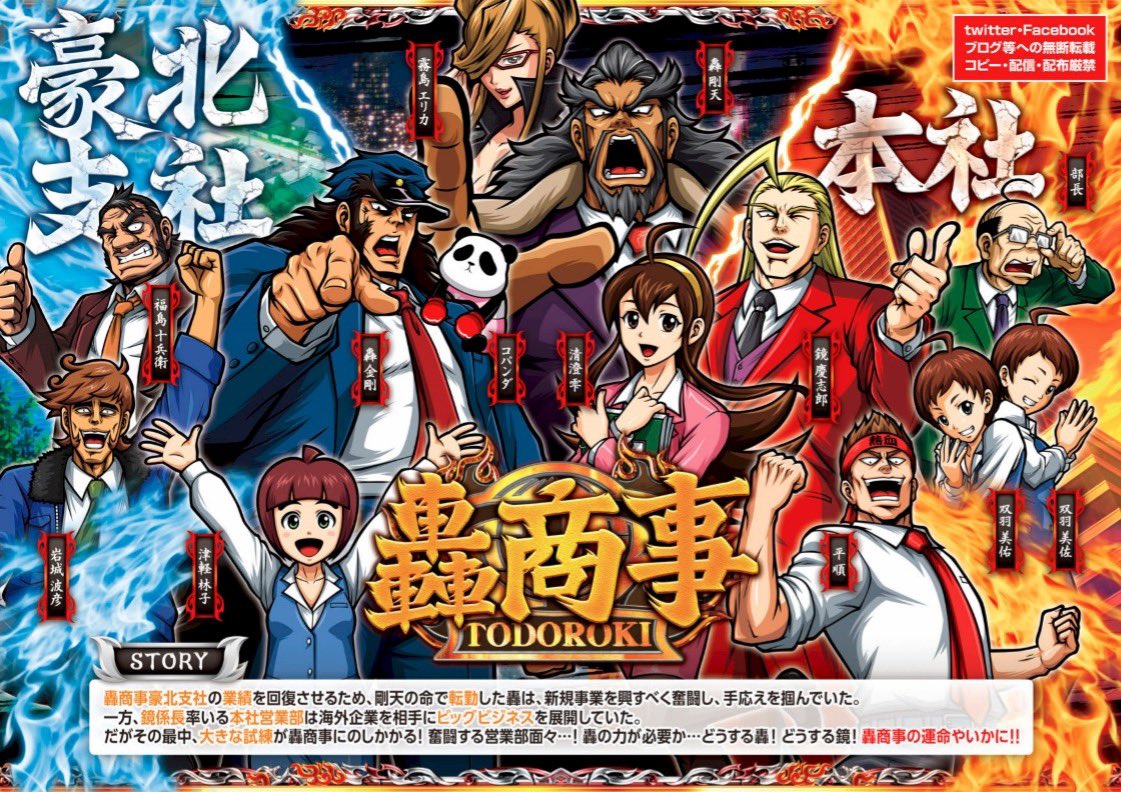 豪北
支社
霧島 エリカ
轟 剛天
twitter・Facebook
ブログ等への無断転載
コピー・配信・配布厳禁
本社
部長
福島 十兵衛
轟 金剛
コパンダ
清澄 雫
鏡 慶志郎
熱血
岩城 波彦
津軽 林子
平 順
双羽 美佑
双羽 美佐
轟商事
TODOROKI
STORY
轟商事豪北支社の業績を回復させるため、剛天の命で転勤した轟は、新規事業を興すべく奮闘し、手応えを掴んでいた。
一方、鏡係長率いる本社営業部は海外企業を相手にビッグビジネスを展開していた。
だがその最中、大きな試練が轟商事にのしかかる!奮闘する営業部面々…!轟の力が必要か…どうする轟!どうする鏡!轟商事の運命やいかに!!